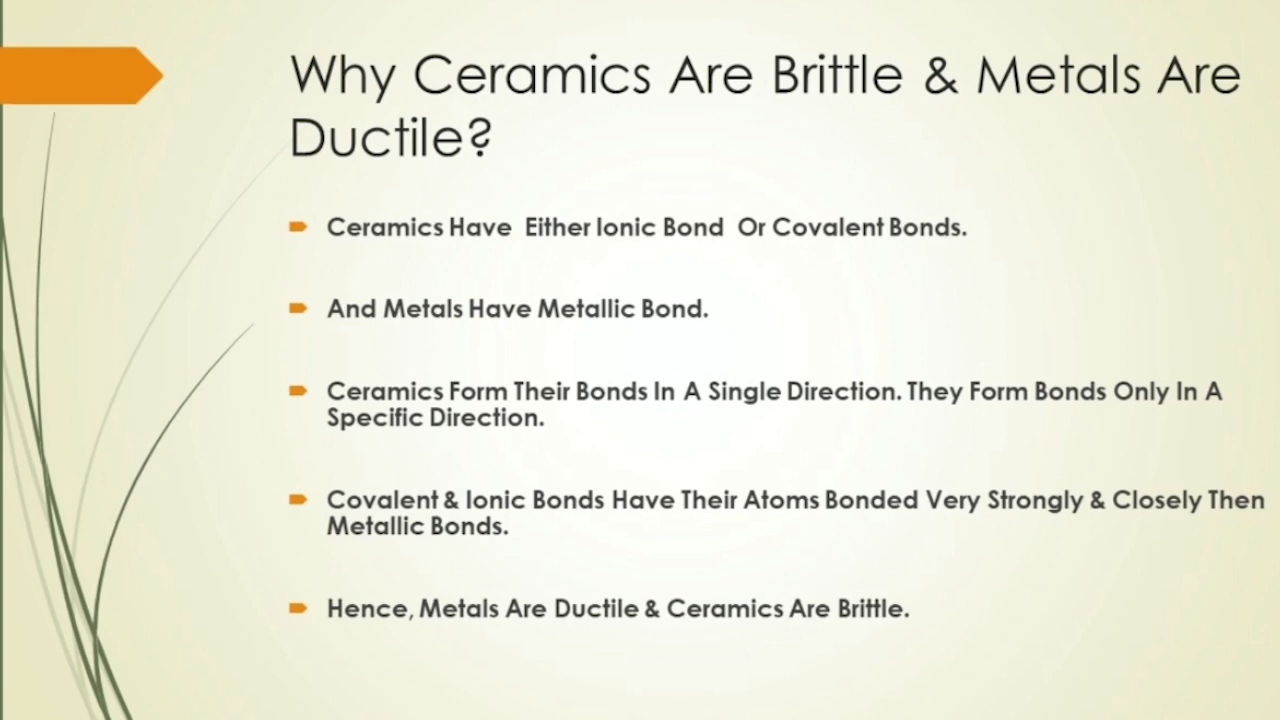 Why Ceramics Are Brittle & Metals Are
Ductile?
Ceramics Have Either Ionic Bond Or Covalent Bonds.
And Metals Have Metallic Bond.
Ceramics Form Their Bonds In A Single Direction. They Form Bonds Only In A
Specific Direction.
Covalent & Ionic Bonds Have Their Atoms Bonded Very Strongly & Closely Then
Metallic Bonds.
Hence, Metals Are Ductile & Ceramics Are Brittle.